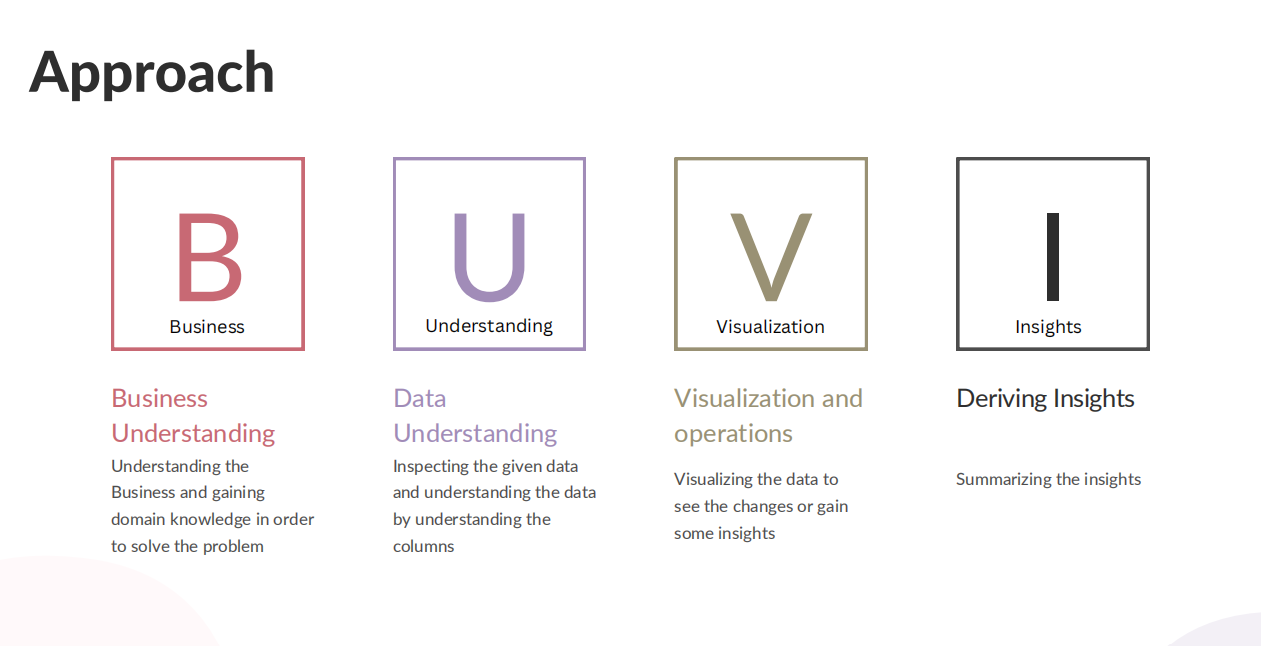 Approach
B
Business
U
Understanding
V
Visualization
I
Insights
Business
Understanding
Understanding the
Business and gaining
domain knowledge in order
to solve the problem
Data
Understanding
Inspecting the given data
and understanding the data
by understanding the
columns
Visualization and
operations
Visualizing the data to
see the changes or gain
some insights
Deriving Insights
Summarizing the insights